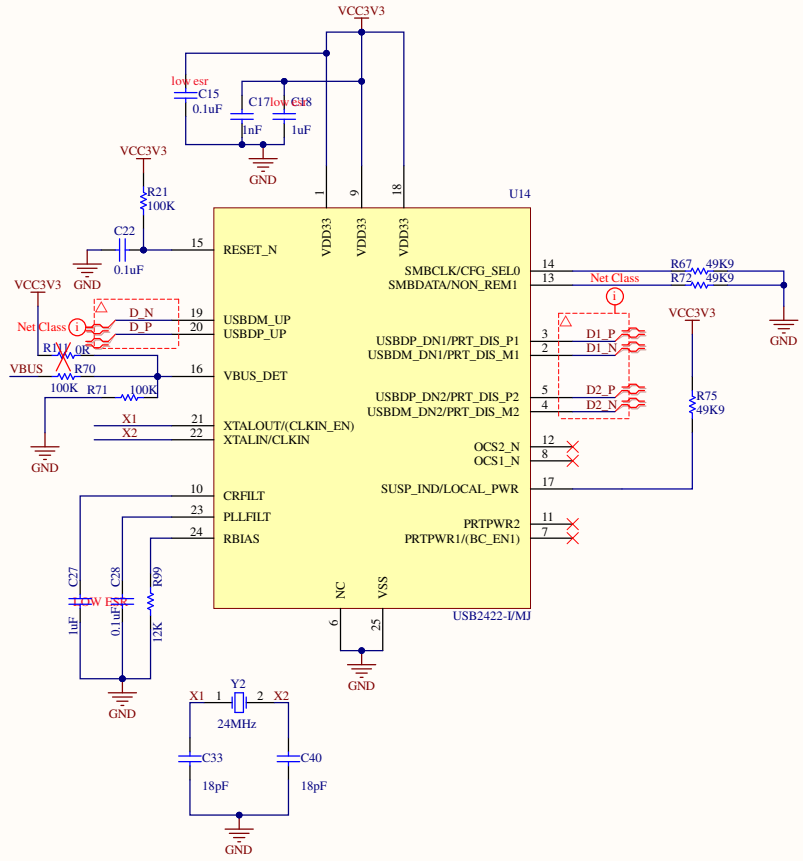 VCC3V3
low esr
C15
0.1uF
C17
1nF
low esr
C18
1uF
GND
VCC3V3
R21
100K
C22
0.1uF
GND
1
9
18
U14
VDD33
VDD33
VDD33
15
RESET_N
SMBCLK/CFG_SEL0
14
R67
49K9
SMBDATA/NON_REM1
13
R72
49K9
Net Class
i
GND
VCC3V3
Net Class
i
D_N
19
USBDM_UP
D_P
20
USBDP_UP
0R
VBUS
R70
100K
R71
100K
16
VBUS_DET
GND
USBDP_DN1/PRT_DIS_P1
3
D1_P
USBDM_DN1/PRT_DIS_M1
2
D1_N
VCC3V3
USBDP_DN2/PRT_DIS_P2
5
D2_P
USBDM_DN2/PRT_DIS_M2
4
D2_N
R75
49K9
X1
21
XTALOUT/(CLKIN_EN)
X2
22
XTALIN/CLKIN
OCS2_N
12
OCS1_N
8
10
CRFILT
SUSP_IND/LOCAL_PWR
17
23
PLLFILT
PRTPWR2
11
24
RBIAS
PRTPWR1/(BC_EN1)
7
C27
1uF
LOW ESR
C28
0.1uF
R99
12K
GND
NC
VSS
6
25
USB2422-I/MJ
GND
Y2
X1
1
2
X2
24MHz
C33
18pF
C40
18pF
GND